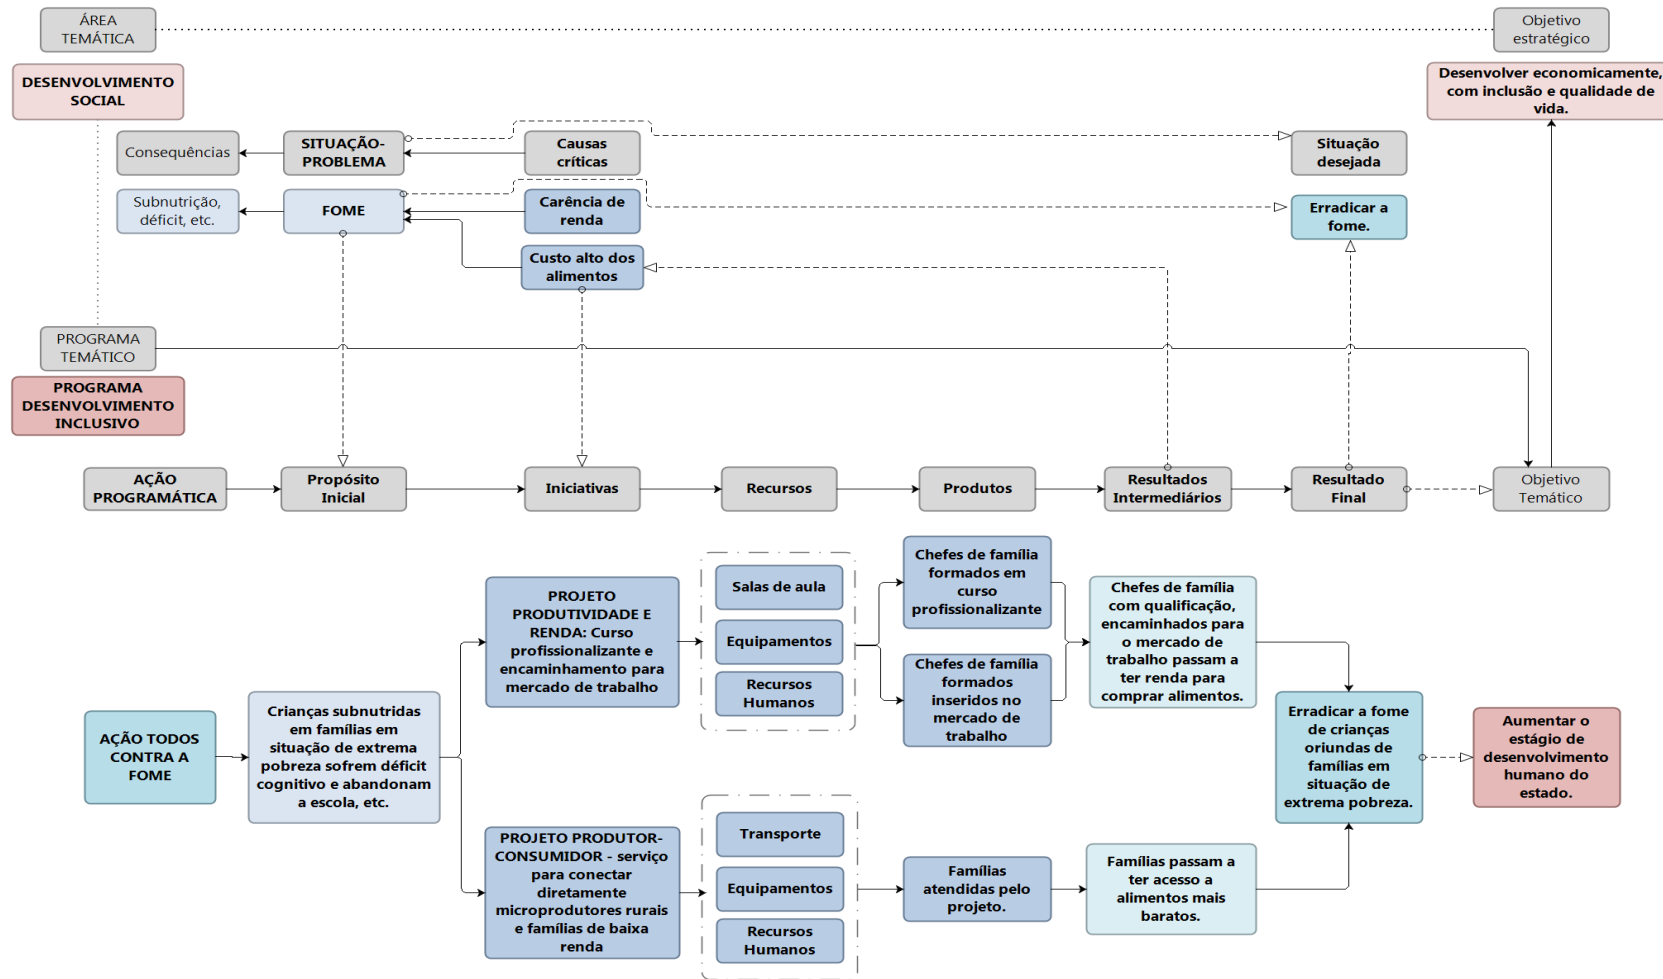 ÁREA
TEMÁTICA
Objetivo
estratégico
DESENVOLVIMENTO
SOCIAL
Desenvolver economicamente,
com inclusão e qualidade de
vida.
Consequências
SITUAÇÃO-
PROBLEMA
Causas
críticas
Situação
desejada
Subnutrição,
déficit, etc.
FOME
Carência de
renda
Erradicar a
fome.
Custo alto dos
alimentos
PROGRAMA
TEMÁTICO
PROGRAMA
DESENVOLVIMENTO
INCLUSIVO
AÇÃO
PROGRAMÁTICA
Propósito
Inicial
Iniciativas
Recursos
Produtos
Resultados
Intermediários
Resultado
Final
Objetivo
Temático
AÇÃO TODOS
CONTRA A
FOME
Crianças subnutridas
em famílias em
situação de extrema
pobreza sofrem déficit
cognitivo e abandonam
a escola, etc.
PROJETO
PRODUTIVIDADE E
RENDA: Curso
profissionalizante e
encaminhamento para
mercado de trabalho
Salas de aula
Equipamentos
Recursos
Humanos
Chefes de família
formados em
curso
profissionalizante
Chefes de família
formados
inseridos no
mercado de
trabalho
Chefes de família
com qualificação,
encaminhados para
o mercado de
trabalho passam a
ter renda para
comprar alimentos.
PROJETO PRODUTOR-
CONSUMIDOR - serviço
para conectar
diretamente
microprodutores rurais
e famílias de baixa
renda
Transporte
Equipamentos
Recursos
Humanos
Famílias
atendidas pelo
projeto.
Famílias passam a
ter acesso a
alimentos mais
baratos.
Erradicar a fome
de crianças
oriundas de
famílias em
situação de
extrema pobreza.
Aumentar o
estágio de
desenvolvimento
humano do
estado.